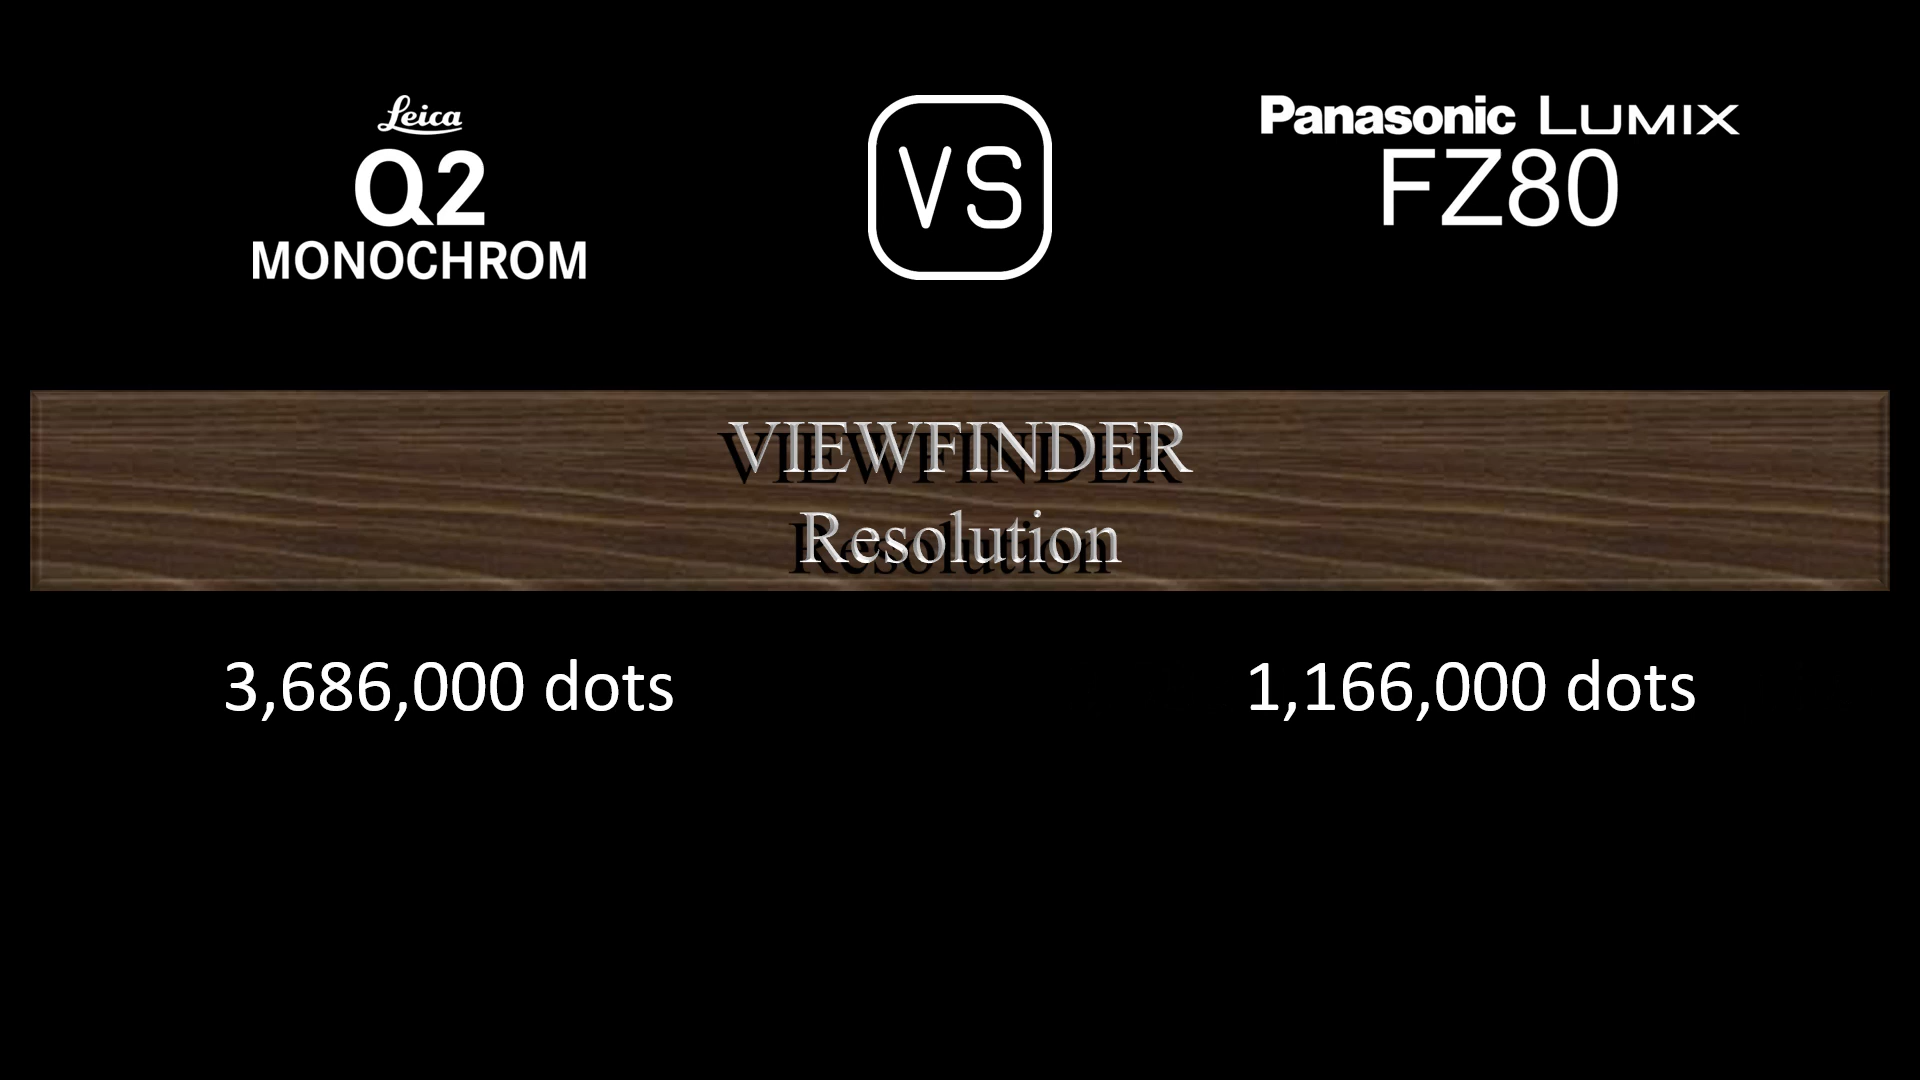 Leica
Q2
MONOCHROM
VS
Panasonic LUMIX
FZ80
VIEWFINDER
Resolution
3,686,000 dots
1,166,000 dots